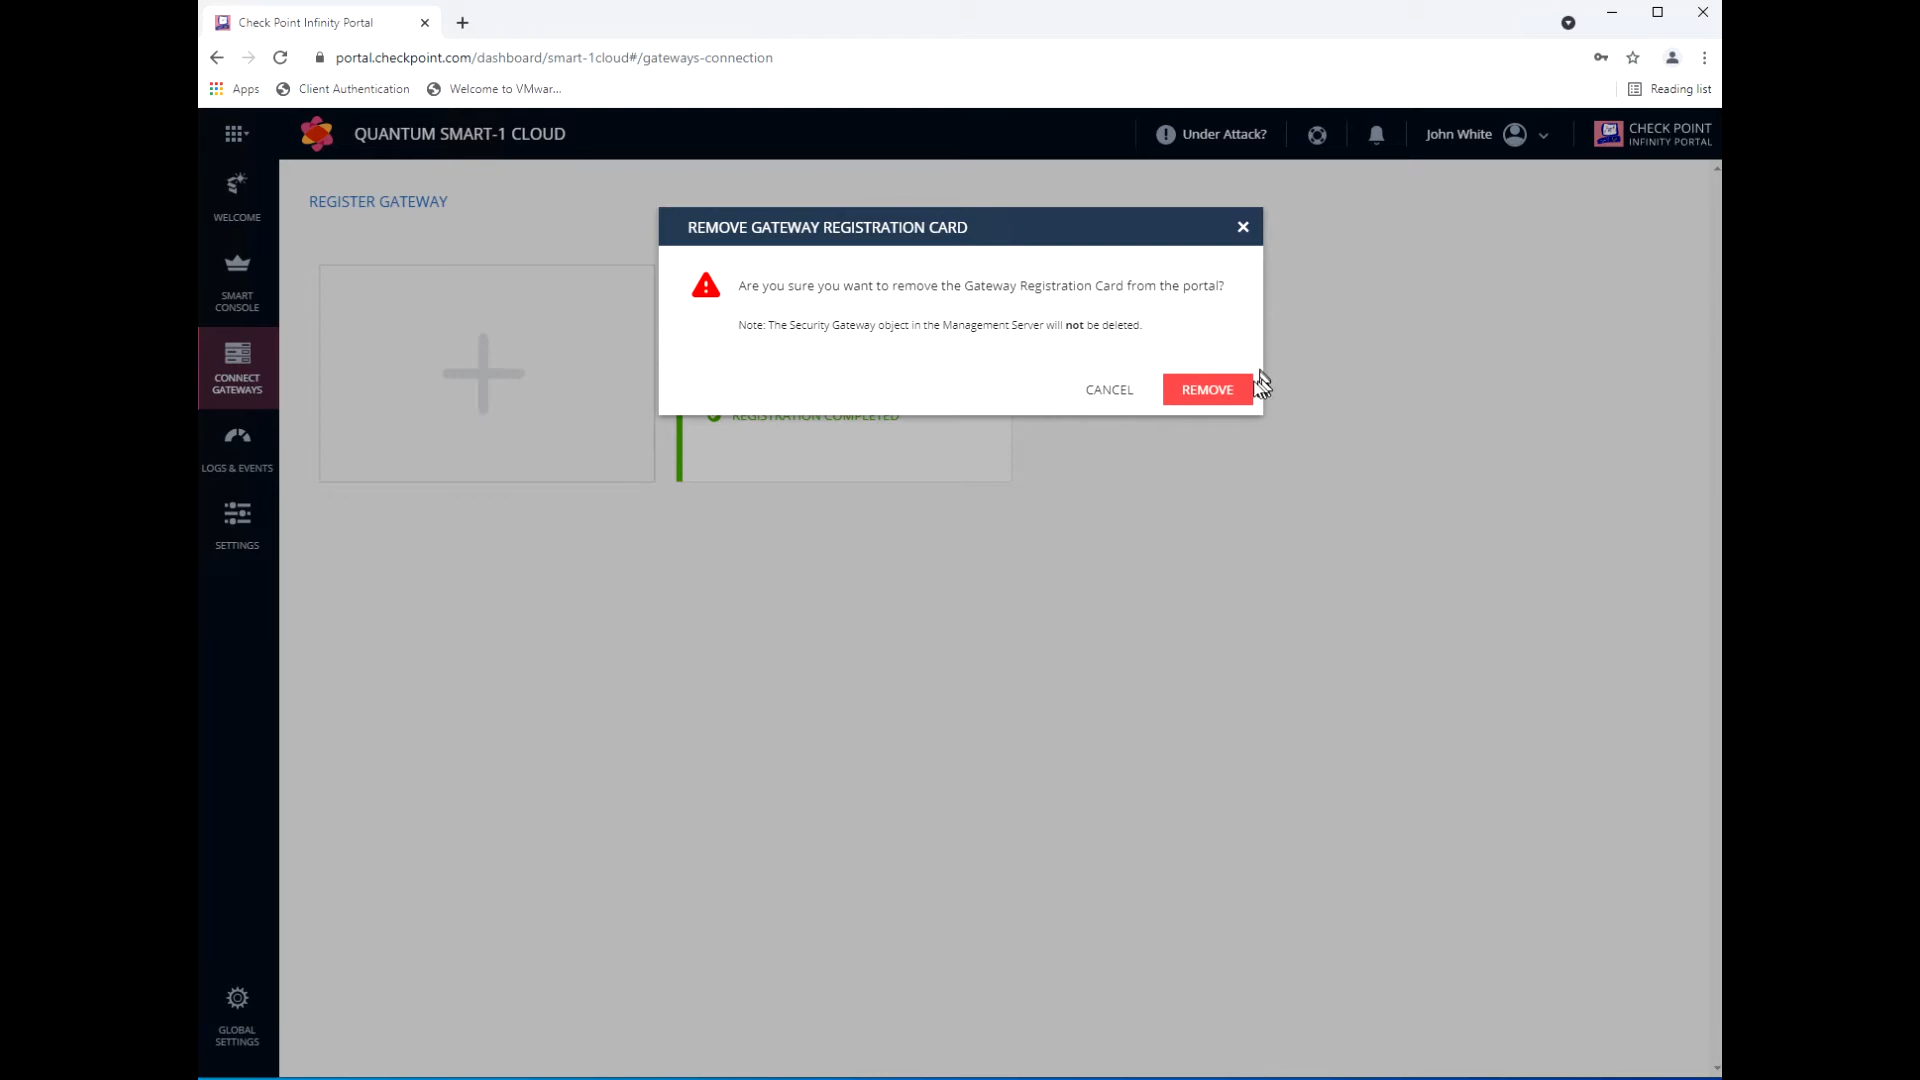 Check Point Infinity Portal
portal.checkpoint.com/dashboard/smart-1cloud#/gateways-connection
Apps
Client Authentication
Welcome to VMwar...
Reading list
QUANTUM SMART-1 CLOUD
Under Attack?
John White
CHECK POINT
INFINITY PORTAL
WELCOME
SMART
CONSOLE
CONNECT
GATEWAYS
LOGS & EVENTS
SETTINGS
GLOBAL
SETTINGS
REGISTER GATEWAY
REMOVE GATEWAY REGISTRATION CARD
Are you sure you want to remove the Gateway Registration Card from the portal?
Note: The Security Gateway object in the Management Server will not be deleted.
CANCEL
REMOVE
REGISTRATION COMPLETED